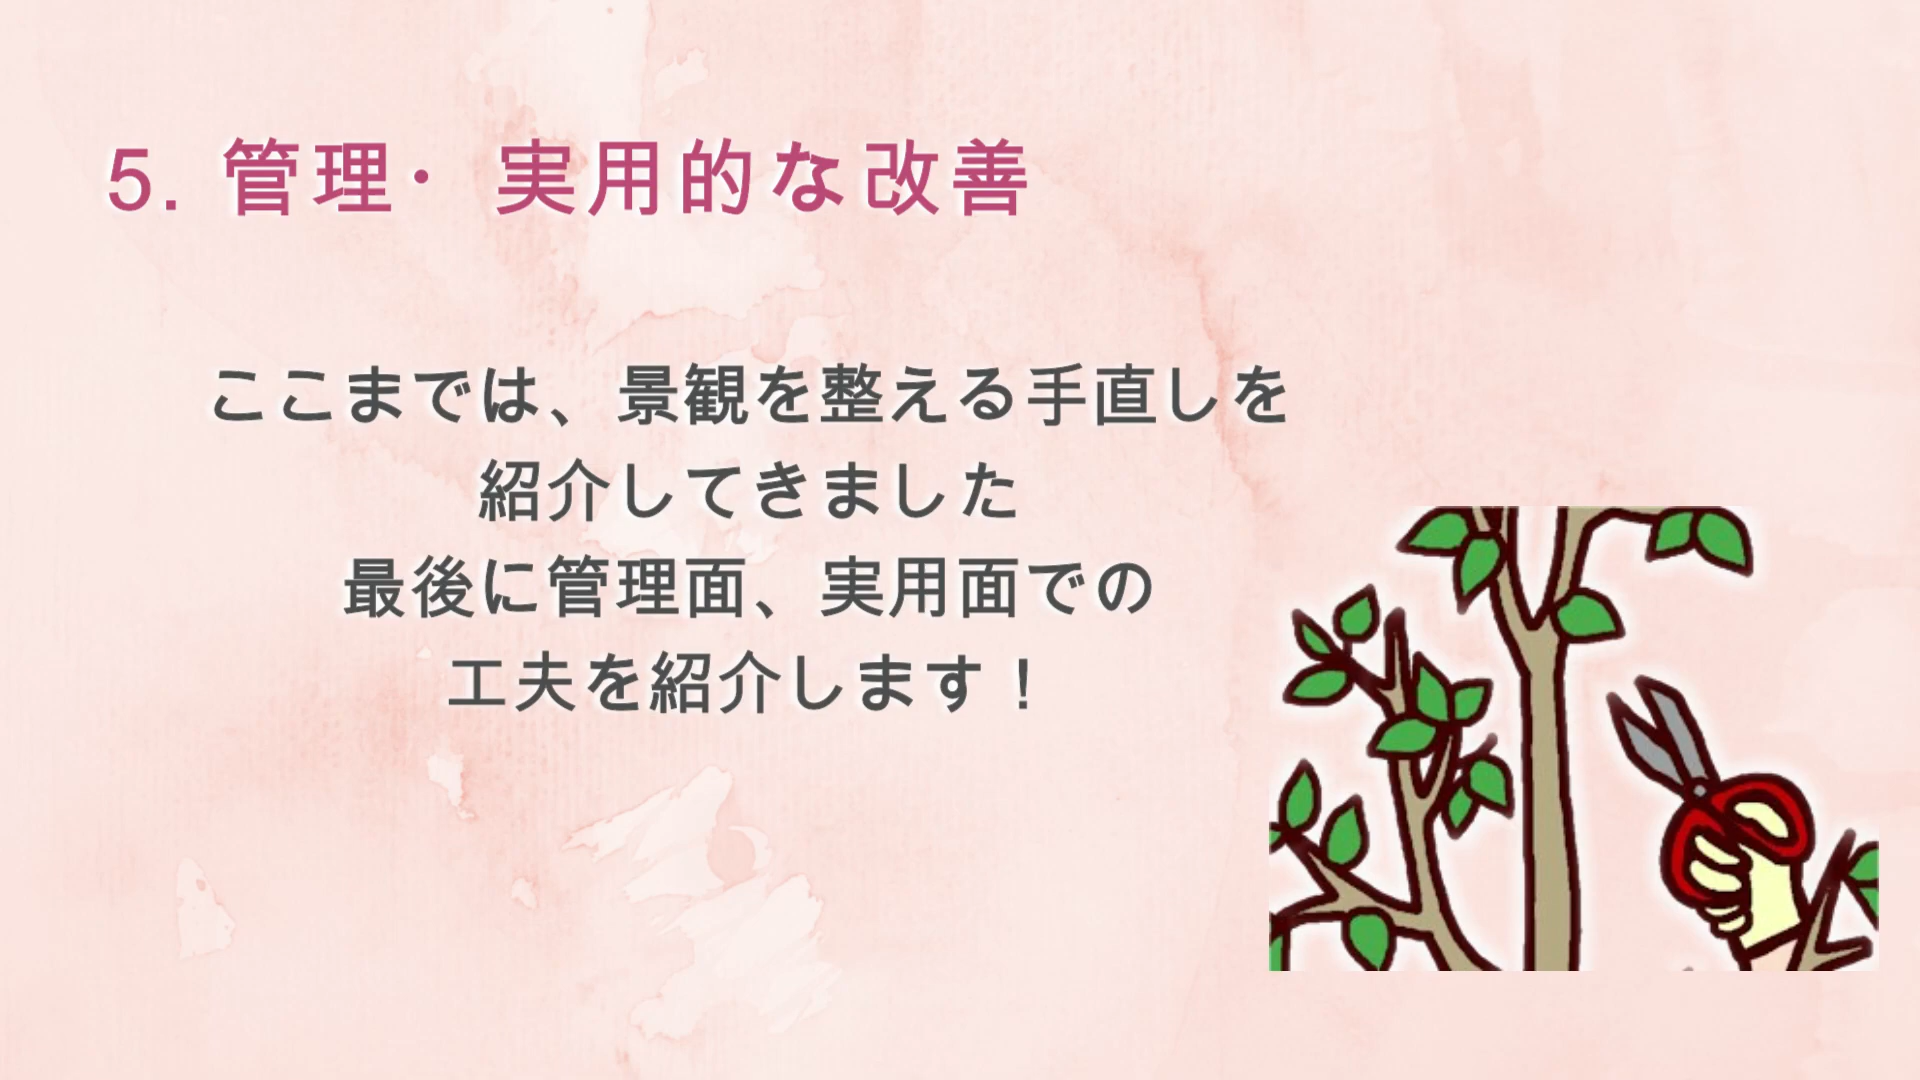 5. 管理・実用的な改善
ここまでは、景観を整える手直しを
紹介してきました
最後に管理面、実用面での
工夫を紹介します！